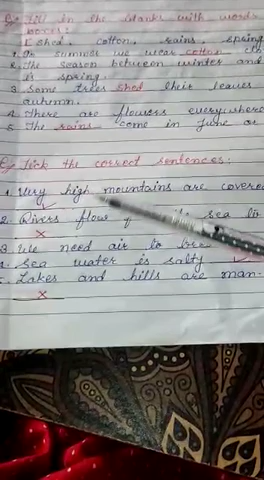 Fill in the blanks with words
boxes:
[shed, cotton, rains, spring
1. In summer we wear cotton
2. The season between winter and
is spring.
3. Some trees shed their leaves
autumn.
4. There are flowers everywhere
5. The rains come in June or
Tick the correct sentences:
1. Very high mountains are covered
2. Rivers flow sea
×
3. We need air to
4. Sea water is salty ✓
5. Lakes and hills are man-
×